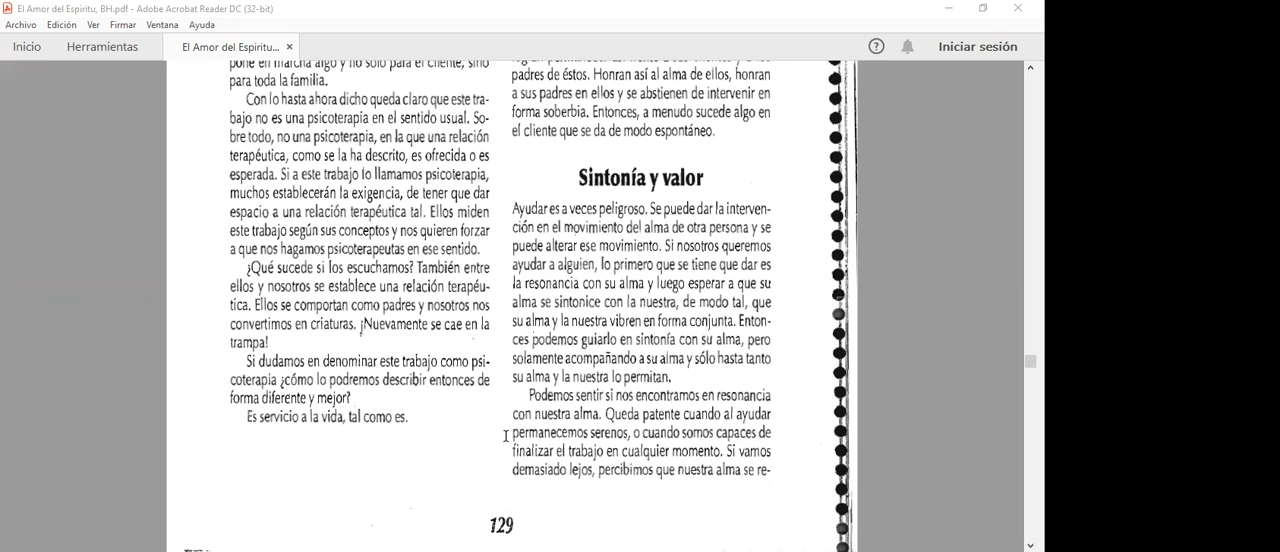 El Amor del Espiritu, BH.pdf - Adobe Acrobat Reader DC (32-bit)
Archivo Edición Ver Firmar Ventana Ayuda
Inicio Herramientas El Amor del Espiritu... × Iniciar sesión
pone en marcha algo y no sólo para el cliente, sino
para toda la familia.
Con lo hasta ahora dicho queda claro que este tra-
bajo no es una psicoterapia en el sentido usual. So-
bre todo, no una psicoterapia, en la que una relación
terapéutica, como se la ha descrito, es ofrecida o es
esperada. Si a este trabajo lo llamamos psicoterapia,
muchos establecerán la exigencia, de tener que dar
espacio a una relación terapéutica tal. Ellos miden
este trabajo según sus conceptos y nos quieren forzar
a que nos hagamos psicoterapeutas en ese sentido.
¿Qué sucede si los escuchamos? También entre
ellos y nosotros se establece una relación terapéu-
tica. Ellos se comportan como padres y nosotros nos
convertimos en criaturas. ¡Nuevamente se cae en la
trampa!
Si dudamos en denominar este trabajo como psi-
coterapia ¿cómo lo podremos describir entonces de
forma diferente y mejor?
Es servicio a la vida, tal como es.
padres de éstos. Honran así al alma de ellos, honran
a sus padres en ellos y se abstienen de intervenir en
forma soberbia. Entonces, a menudo sucede algo en
el cliente que se da de modo espontáneo.
Sintonía y valor
Ayudar es a veces peligroso. Se puede dar la interven-
ción en el movimiento del alma de otra persona y se
puede alterar ese movimiento. Si nosotros queremos
ayudar a alguien, lo primero que se tiene que dar es
la resonancia con su alma y luego esperar a que su
alma se sintonice con la nuestra, de modo tal, que
su alma y la nuestra vibren en forma conjunta. Enton-
ces podemos guiarlo en sintonía con su alma, pero
solamente acompañando a su alma y sólo hasta tanto
su alma y la nuestra lo permitan.
Podemos sentir si nos encontramos en resonancia
con nuestra alma. Queda patente cuando al ayudar
permanecemos serenos, o cuando somos capaces de
finalizar el trabajo en cualquier momento. Si vamos
demasiado lejos, percibimos que nuestra alma se re-
129